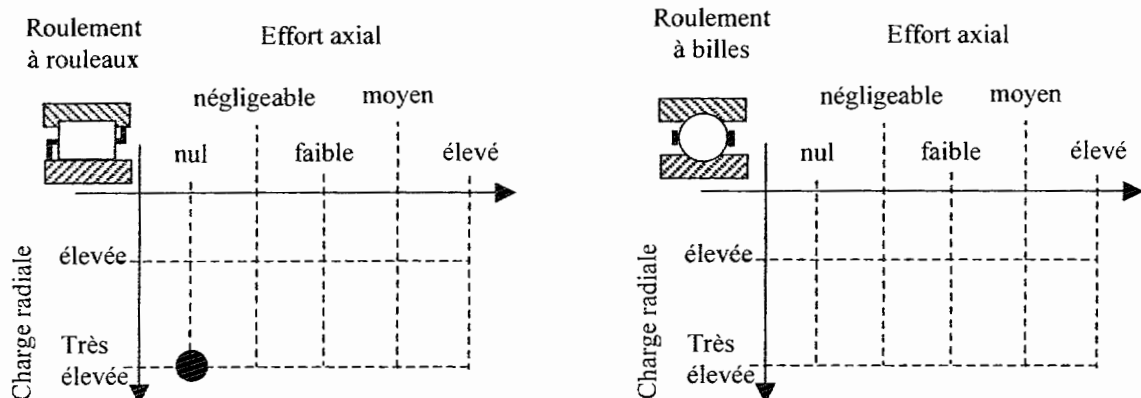 Roulement
à rouleaux
Effort axial
négligeable
moyen
nul
faible
élevé
élevée
Très
élevée
Charge radiale
Roulement
à billes
Effort axial
négligeable
moyen
nul
faible
élevé
élevée
Très
élevée
Charge radiale